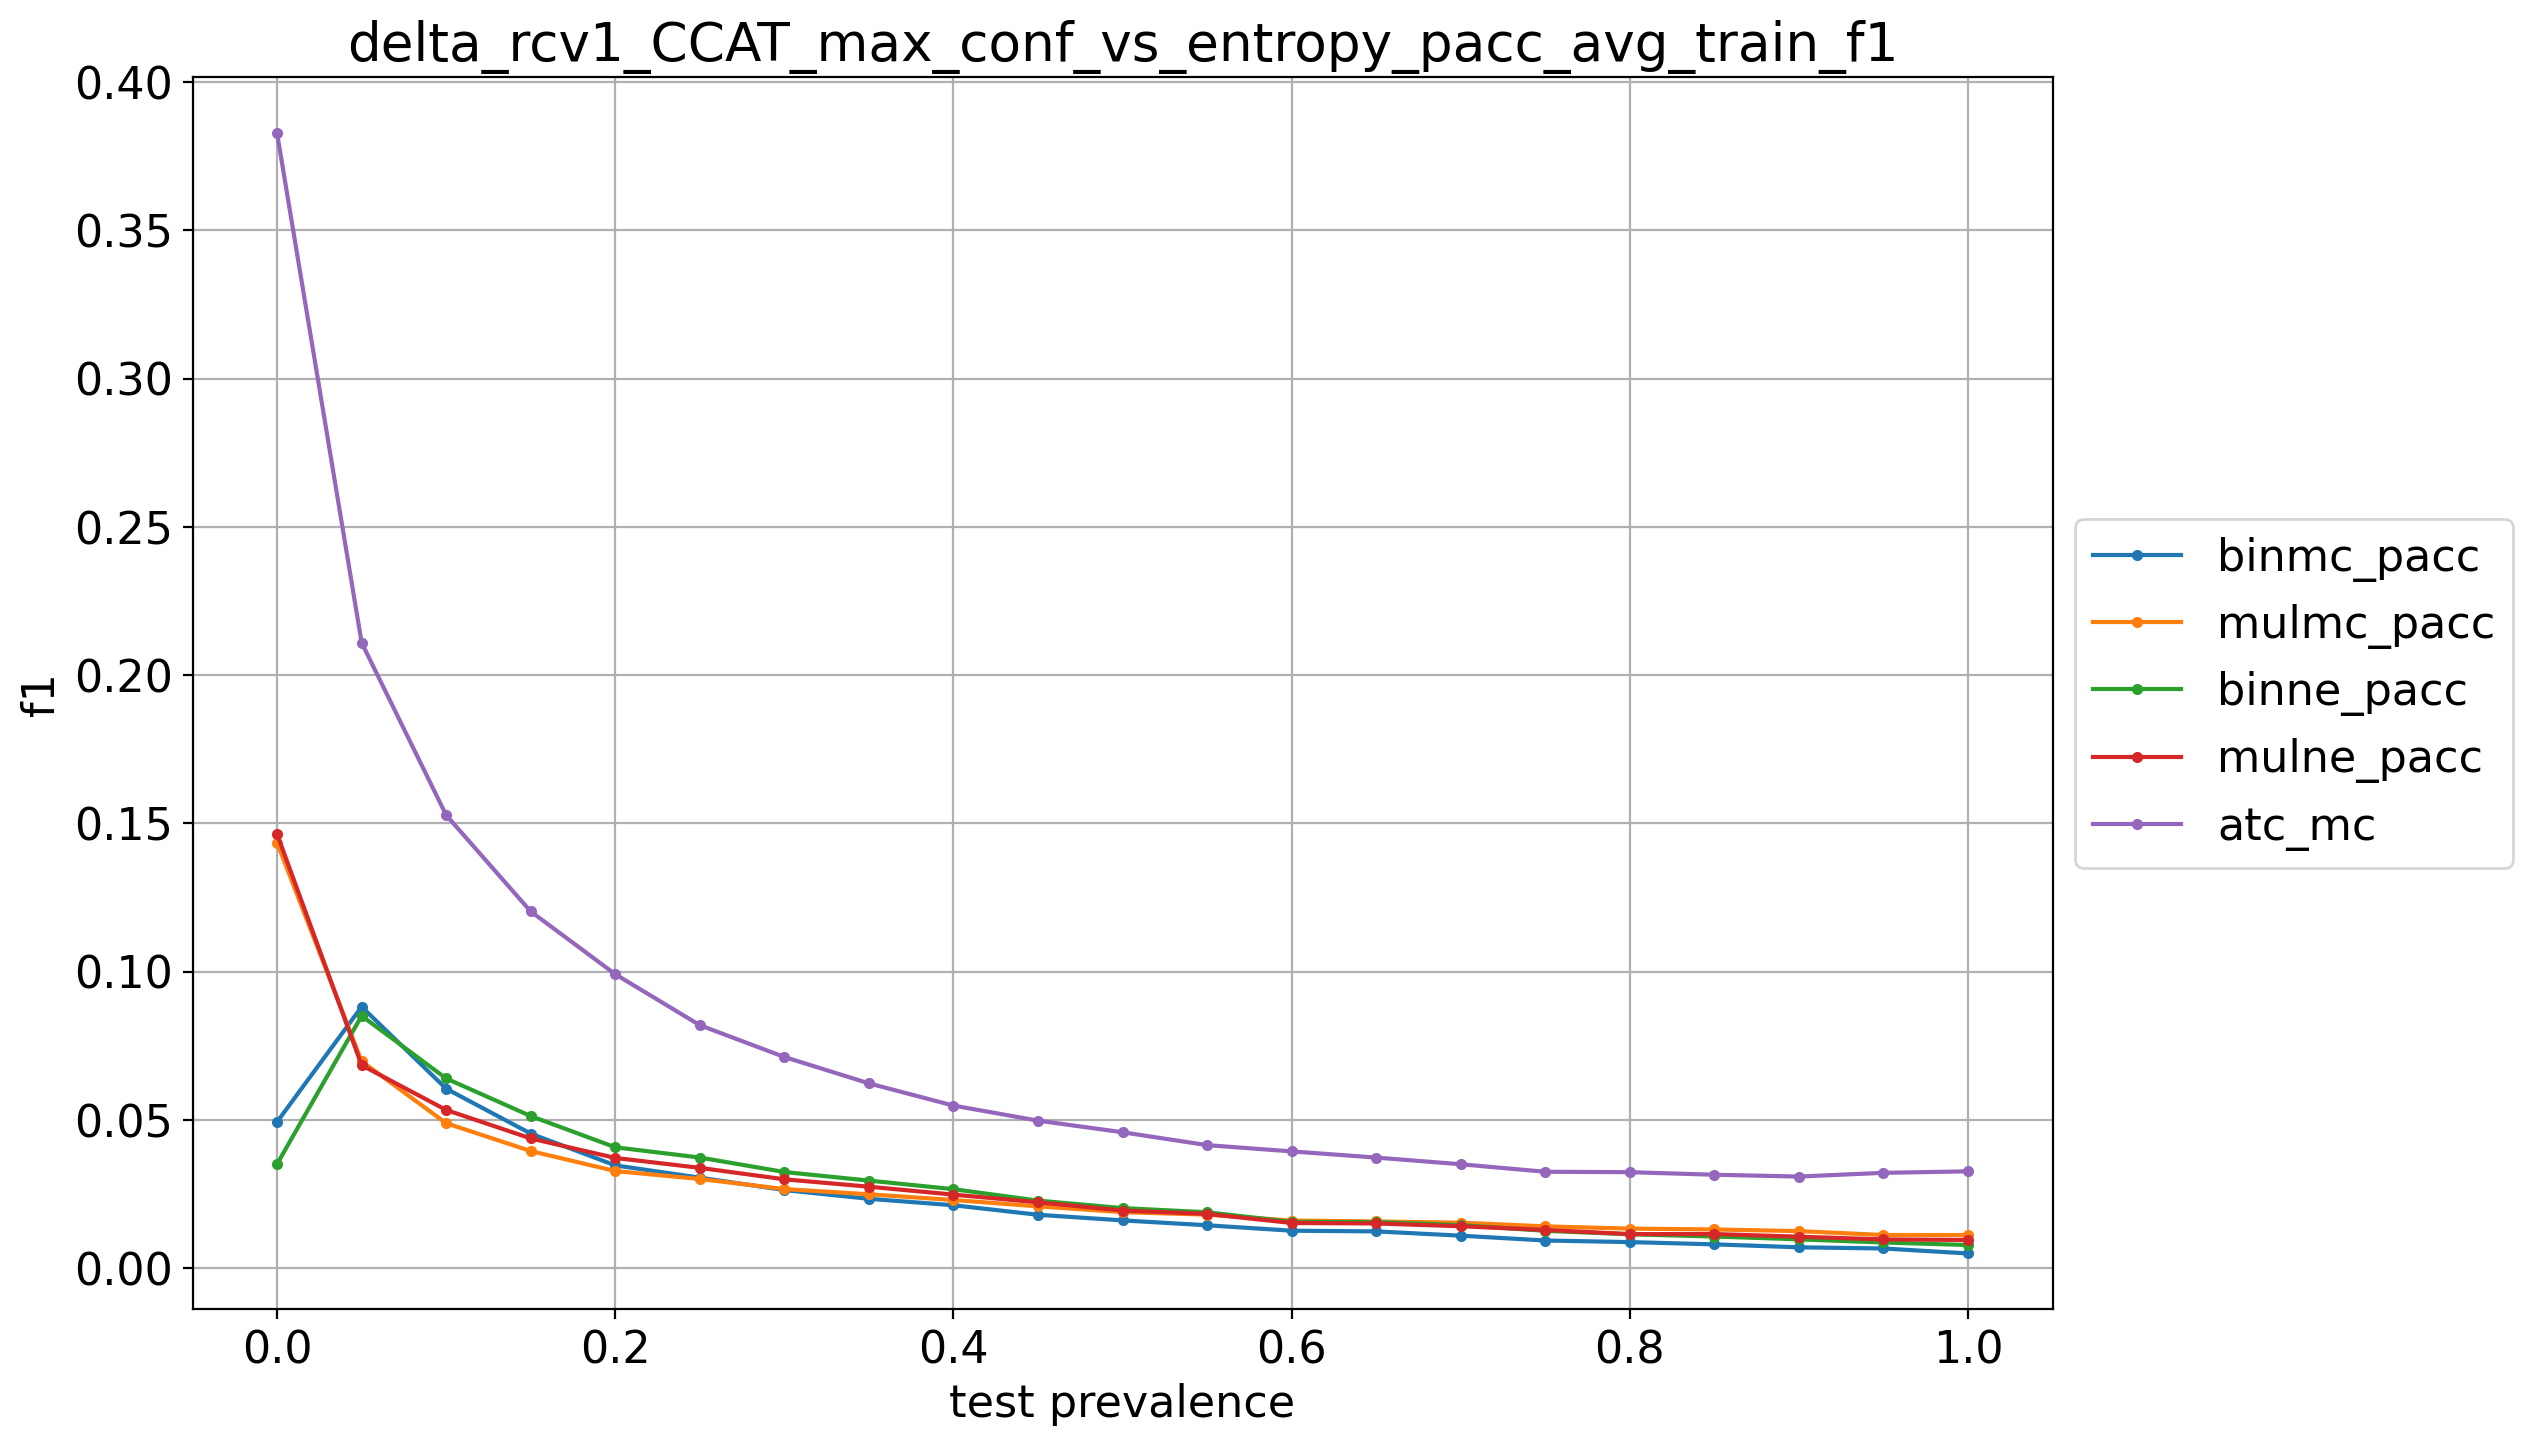 delta_rcv1_CCAT_max_conf_vs_entropy_pacc_avg_train_f1
0.40
0.35
0.30
0.25
0.20
0.15
0.10
0.05
0.00
f1
0.0 0.2 0.4 0.6 0.8 1.0
test prevalence
binmc_pacc
mulmc_pacc
binne_pacc
mulne_pacc
atc_mc